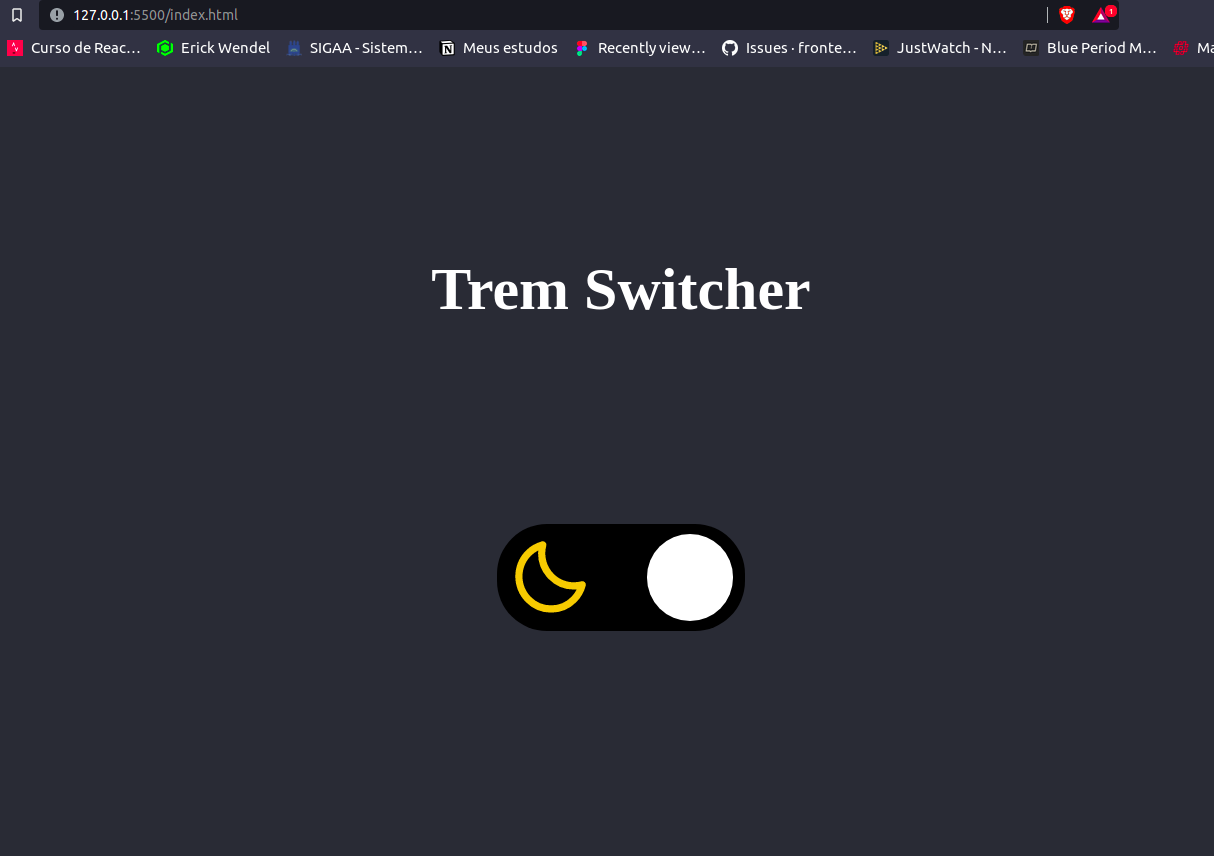 127.0.0.1:5500/index.html
1
Curso de Reac… Erick Wendel SIGAA - Sistem… Meus estudos Recently view… Issues · fronte… JustWatch - N… Blue Period M… Ma
Trem Switcher